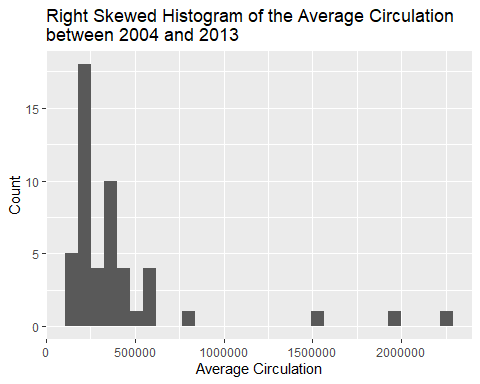 Right Skewed Histogram of the Average Circulation
between 2004 and 2013
Count
15
10
5
0
0
500000
1000000
1500000
2000000
Average Circulation